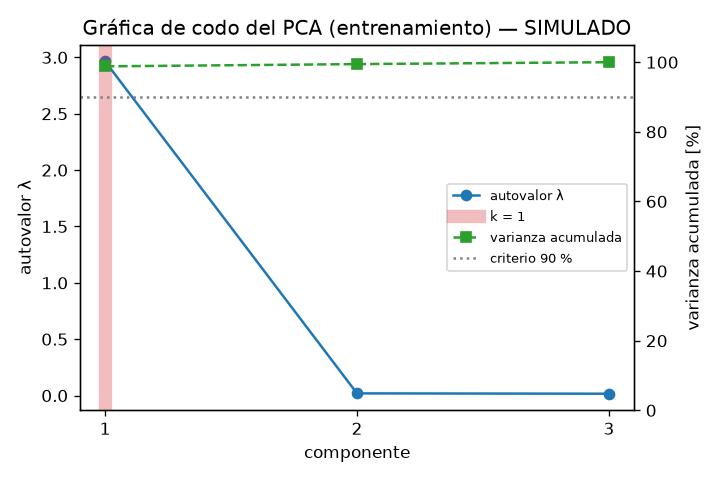 Gráfica de codo del PCA (entrenamiento) — SIMULADO
3.0
2.5
2.0
1.5
1.0
0.5
0.0
autovalor λ
100
80
60
40
20
0
varianza acumulada [%]
autovalor λ
k = 1
varianza acumulada
criterio 90 %
1
2
3
componente